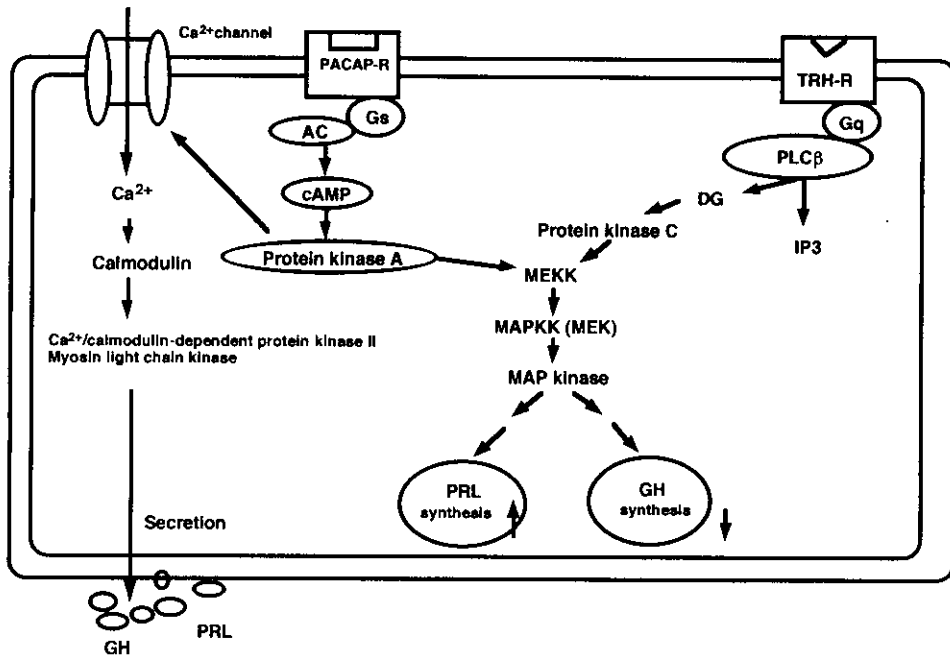 Ca²⁺channel
PACAP-R
TRH-R
Gs
AC
Gq
PLCβ
cAMP
Ca²⁺
DG
Protein kinase C
IP3
Calmodulin
Protein kinase A
MEKK
MAPKK (MEK)
Ca²⁺/calmodulin-dependent protein kinase II
Myosin light chain kinase
MAP kinase
PRL
synthesis
GH
synthesis
Secretion
PRL
GH